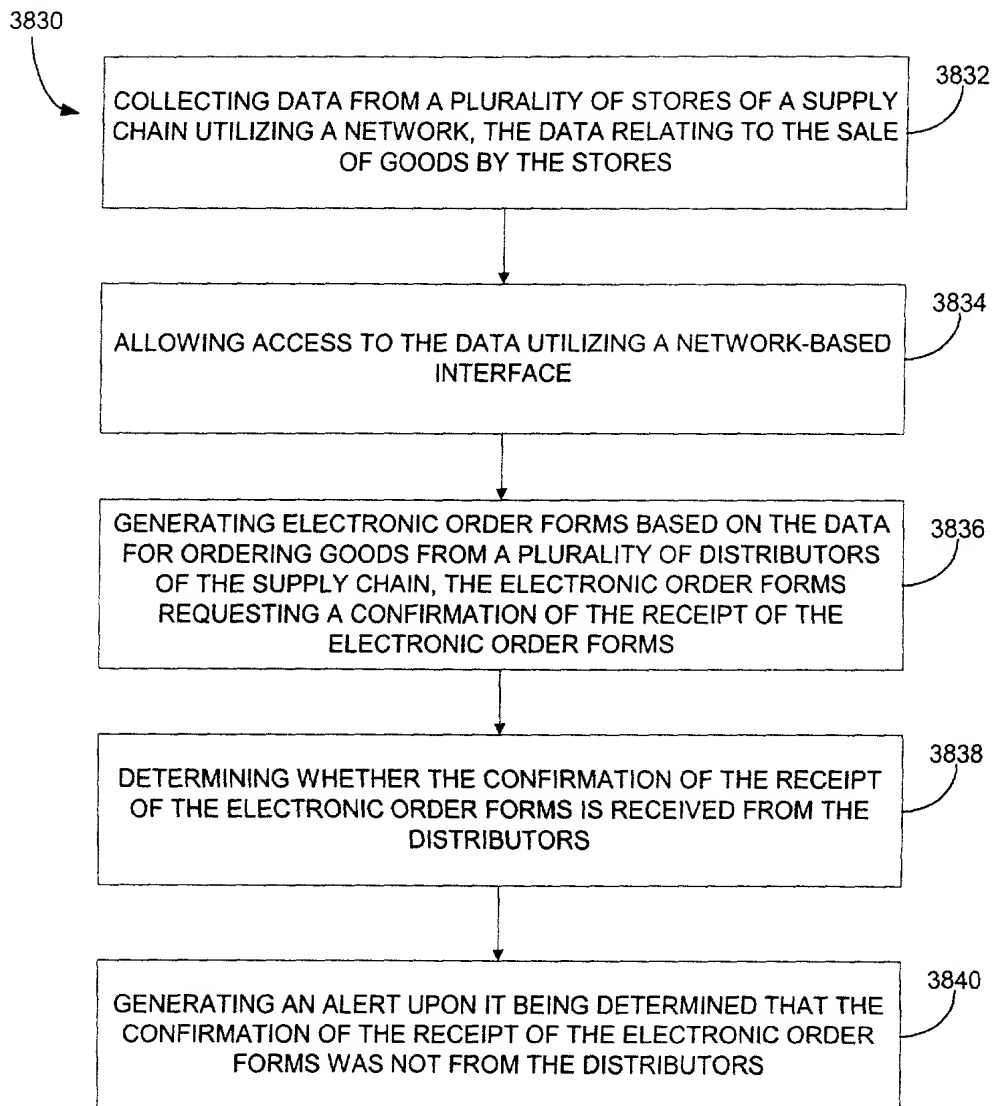 3830
3832
COLLECTING DATA FROM A PLURALITY OF STORES OF A SUPPLY
CHAIN UTILIZING A NETWORK, THE DATA RELATING TO THE SALE
OF GOODS BY THE STORES
3834
ALLOWING ACCESS TO THE DATA UTILIZING A NETWORK-BASED
INTERFACE
3836
GENERATING ELECTRONIC ORDER FORMS BASED ON THE DATA
FOR ORDERING GOODS FROM A PLURALITY OF DISTRIBUTORS
OF THE SUPPLY CHAIN, THE ELECTRONIC ORDER FORMS
REQUESTING A CONFIRMATION OF THE RECEIPT OF THE
ELECTRONIC ORDER FORMS
3838
DETERMINING WHETHER THE CONFIRMATION OF THE RECEIPT
OF THE ELECTRONIC ORDER FORMS IS RECEIVED FROM THE
DISTRIBUTORS
3840
GENERATING AN ALERT UPON IT BEING DETERMINED THAT THE
CONFIRMATION OF THE RECEIPT OF THE ELECTRONIC ORDER
FORMS WAS NOT FROM THE DISTRIBUTORS